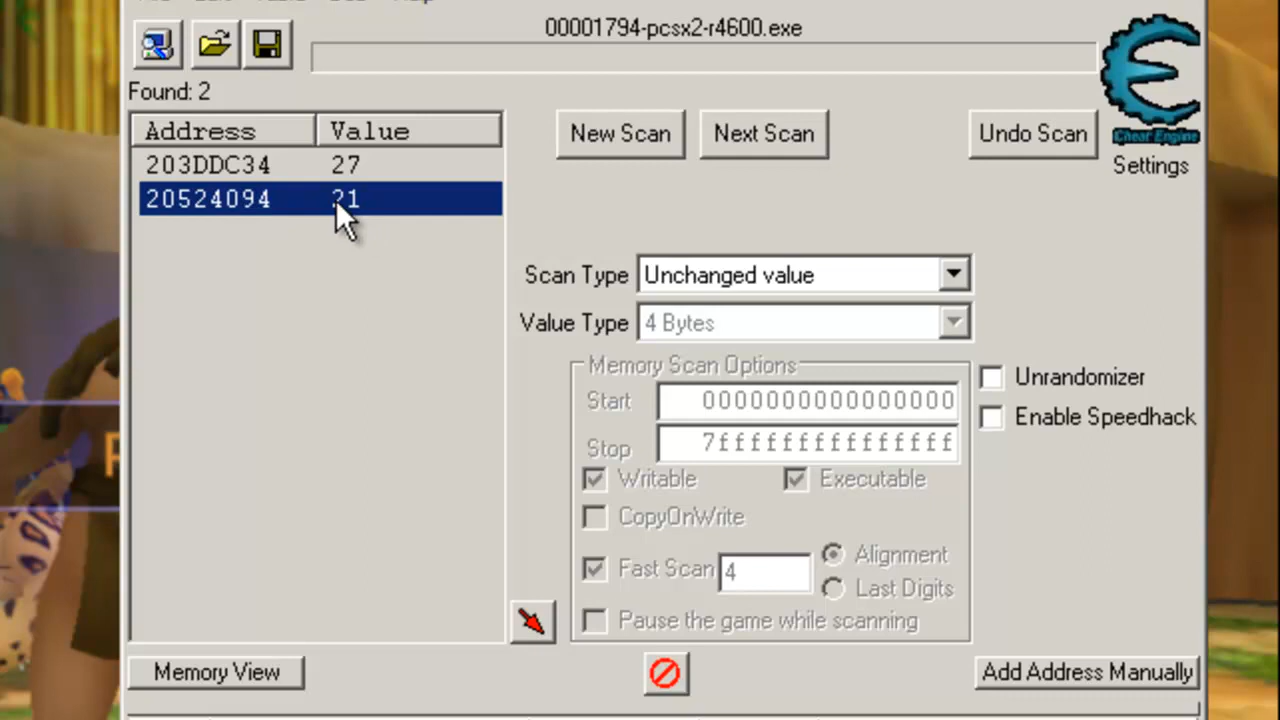 00001794-pcsx2-r4600.exe
Found: 2
Address Value
203DDC34 27
20524094 21
New Scan Next Scan Undo Scan
Cheat Engine
Settings
Scan Type Unchanged value
Value Type 4 Bytes
Memory Scan Options
Start 0000000000000000
Stop 7fffffffffffffff
Writable Executable
CopyOnWrite
Fast Scan 4 Alignment
Last Digits
Pause the game while scanning
Unrandomizer
Enable Speedhack
Memory View Add Address Manually